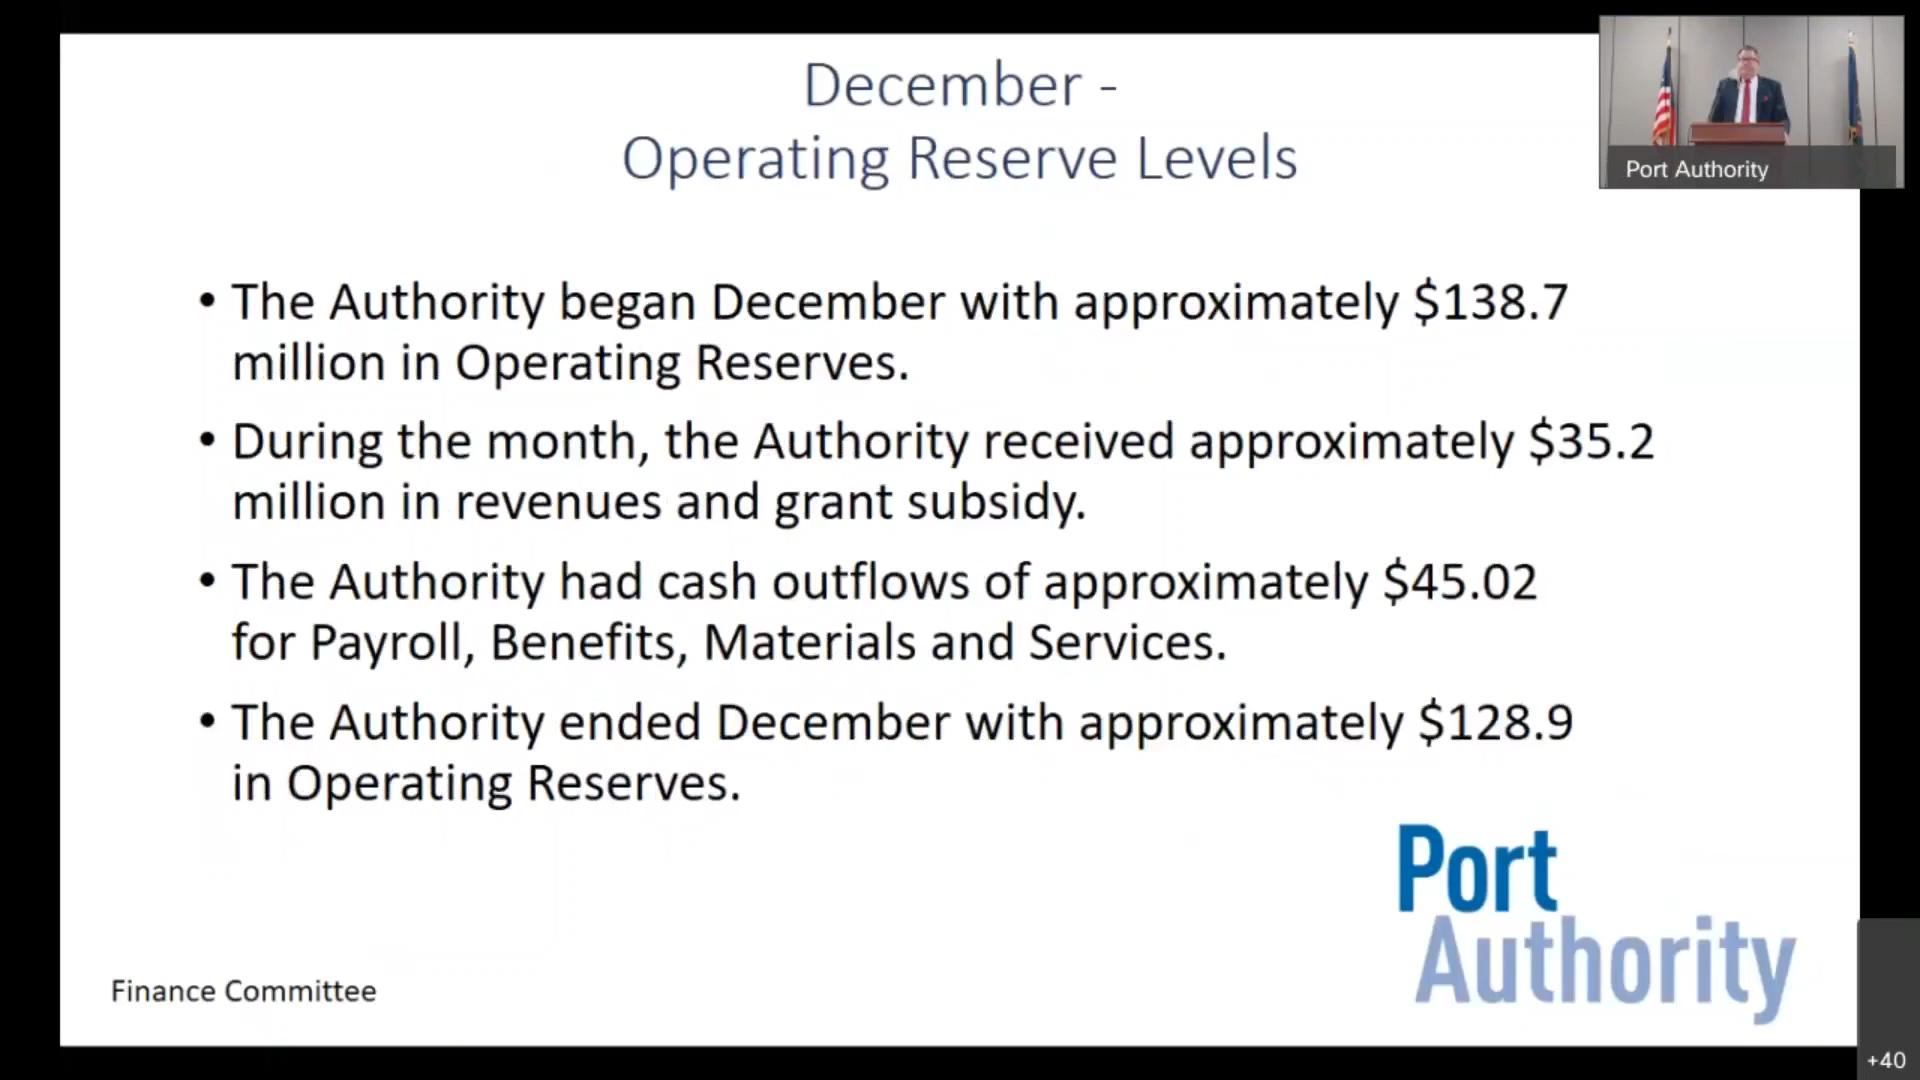 December -
Operating Reserve Levels
Port Authority
• The Authority began December with approximately $138.7
million in Operating Reserves.
• During the month, the Authority received approximately $35.2
million in revenues and grant subsidy.
• The Authority had cash outflows of approximately $45.02
for Payroll, Benefits, Materials and Services.
• The Authority ended December with approximately $128.9
in Operating Reserves.
Port
Authority
Finance Committee
+40